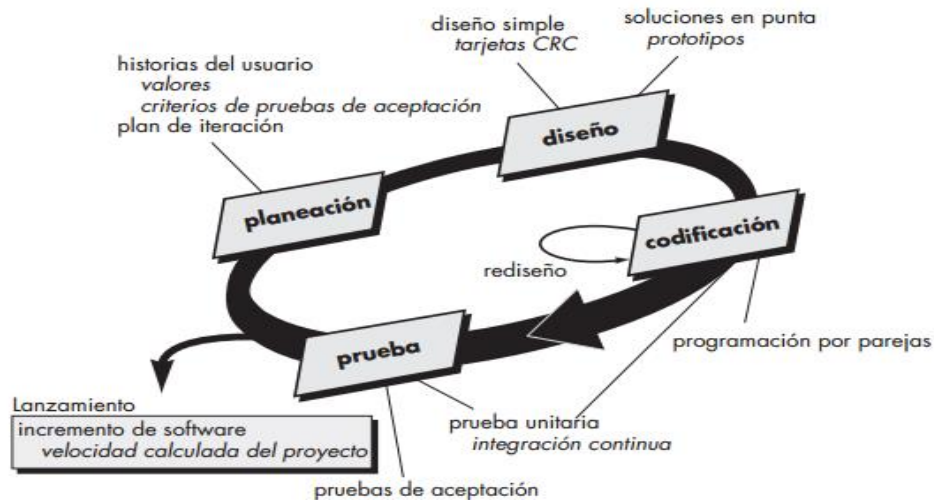 diseño simple
tarjetas CRC
soluciones en punta
prototipos
historias del usuario
valores
criterios de pruebas de aceptación
plan de iteración
diseño
planeación
codificación
rediseño
prueba
programación por parejas
Lanzamiento
incremento de software
velocidad calculada del proyecto
prueba unitaria
integración continua
pruebas de aceptación